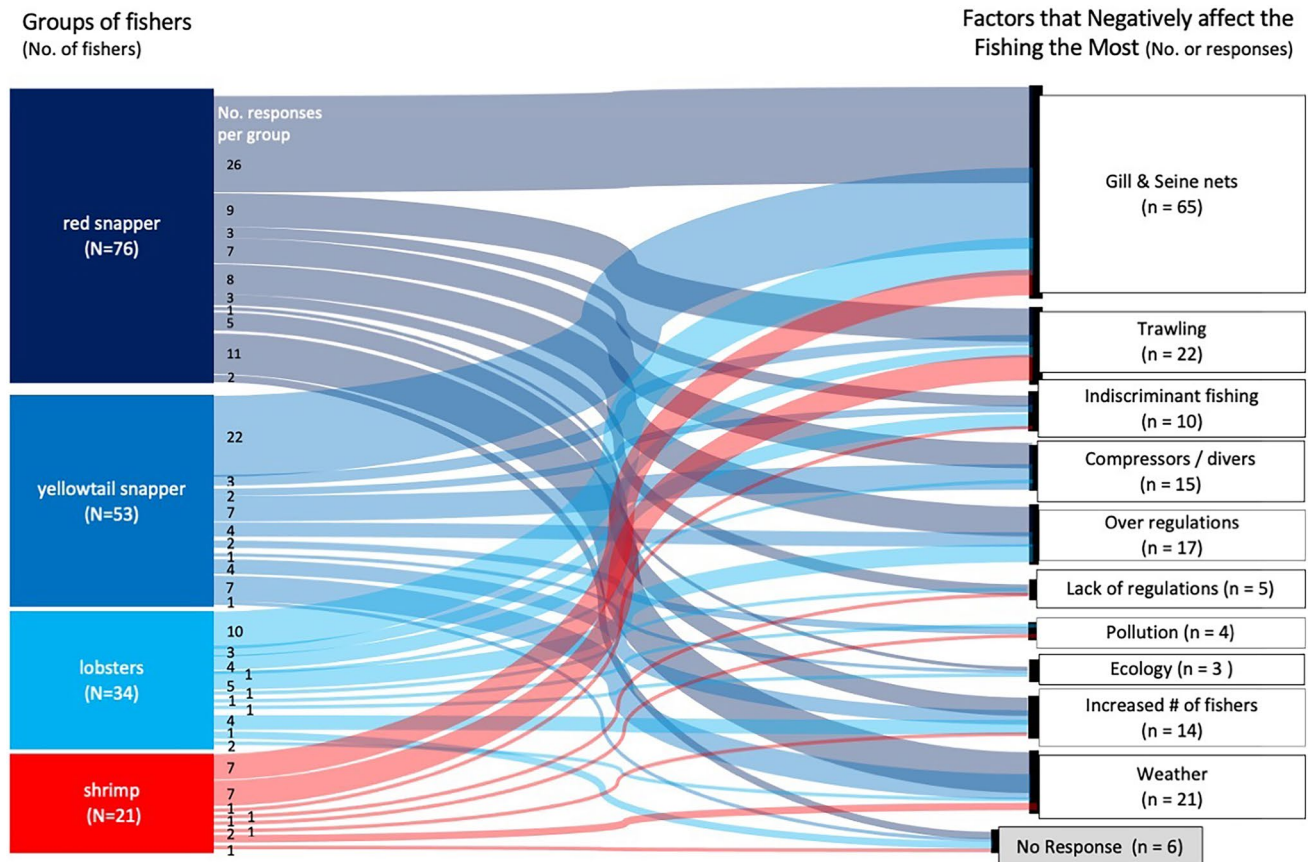 Groups of fishers
(No. of fishers)
Factors that Negatively affect the
Fishing the Most (No. or responses)
No. responses
per group
red snapper
(N=76)
26
9
3
7
8
3
1
5
11
2
yellowtail snapper
(N=53)
22
3
2
7
4
2
1
4
7
1
lobsters
(N=34)
10
3
4
1
5
1
1
1
4
1
2
shrimp
(N=21)
7
7
1
1
1
1
2
1
Gill & Seine nets
(n = 65)
Trawling
(n = 22)
Indiscriminant fishing
(n = 10)
Compressors / divers
(n = 15)
Over regulations
(n = 17)
Lack of regulations (n = 5)
Pollution (n = 4)
Ecology (n = 3 )
Increased # of fishers
(n = 14)
Weather
(n = 21)
No Response (n = 6)